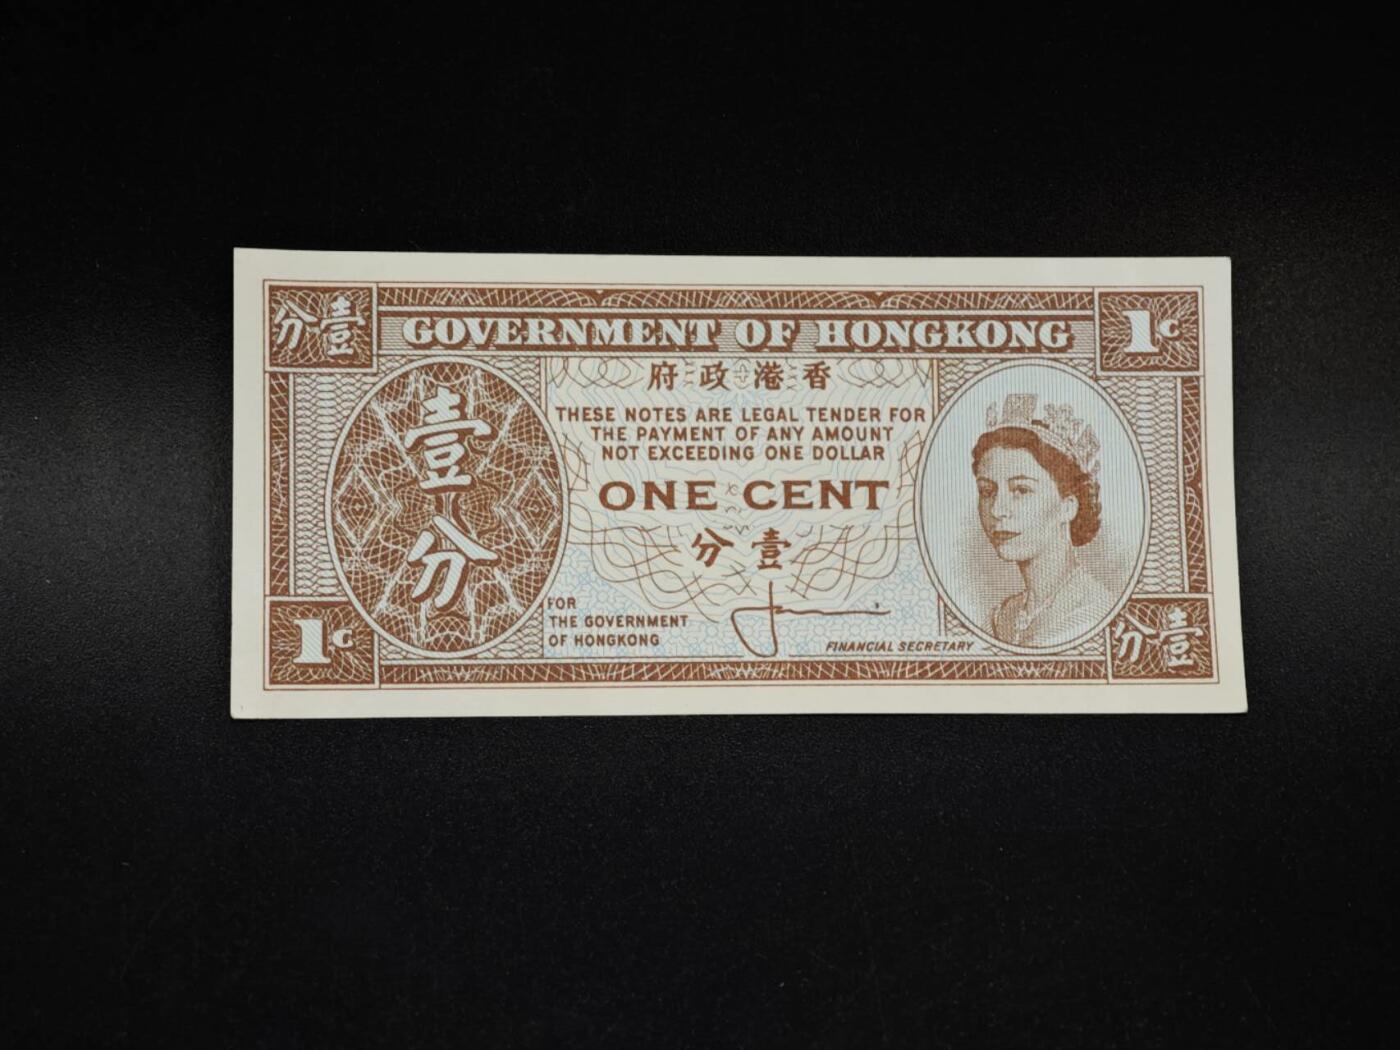 分壹
GOVERNMENT OF HONGKONG
1C
府政港香
THESE NOTES ARE LEGAL TENDER FOR
THE PAYMENT OF ANY AMOUNT
NOT EXCEEDING ONE DOLLAR
壹
分
ONE CENT
分壹
FOR
THE GOVERNMENT
OF HONGKONG
FINANCIAL SECRETARY
1C
分壹